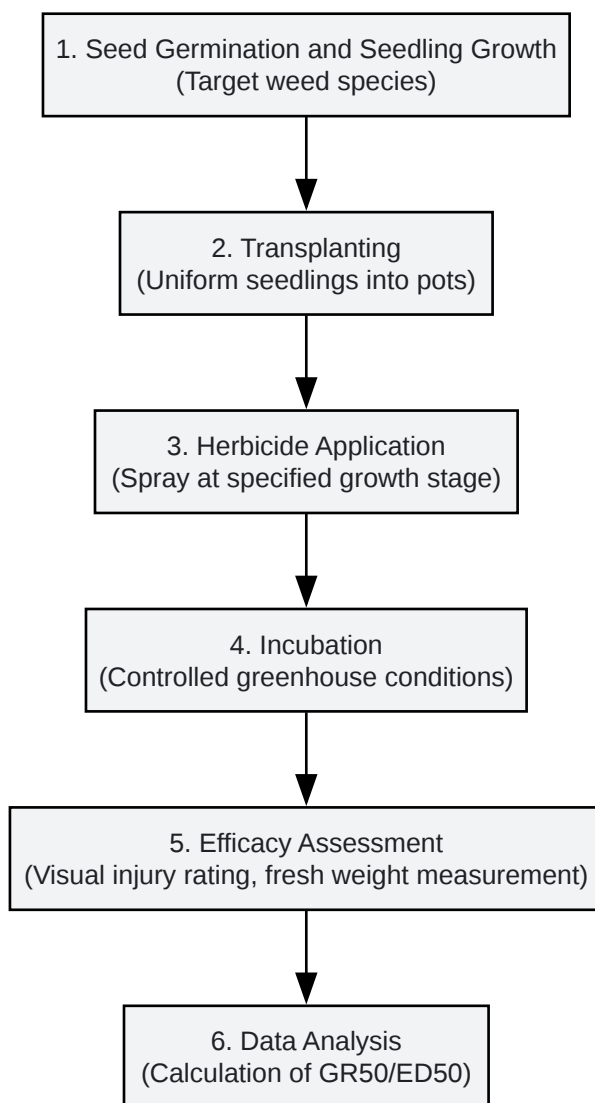 1. Seed Germination and Seedling Growth
(Target weed species)
2. Transplanting
(Uniform seedlings into pots)
3. Herbicide Application
(Spray at specified growth stage)
4. Incubation
(Controlled greenhouse conditions)
5. Efficacy Assessment
(Visual injury rating, fresh weight measurement)
6. Data Analysis
(Calculation of GR50/ED50)